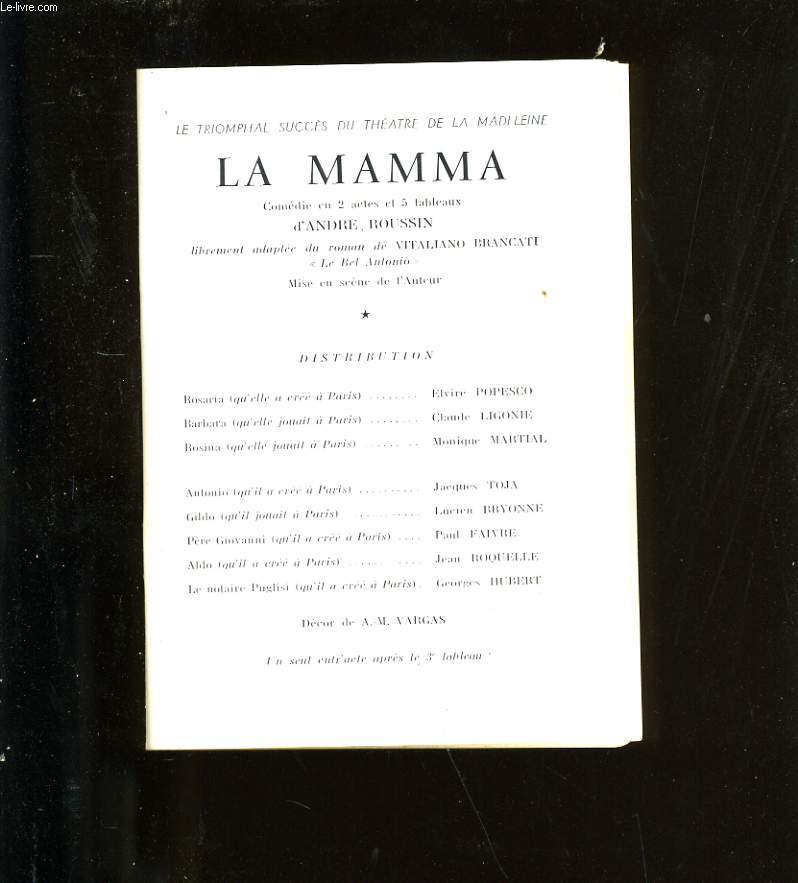 Le-livre.com
LE TRIOMPHAL SUCCÈS DU THÉATRE DE LA MADELEINE
LA MAMMA
Comédie en 2 actes et 5 tableaux
d'ANDRE ROUSSIN
librement adaptée du roman de VITALIANO BRANCATI
« Le Bel Antonio »
Mise en scène de l'Auteur
★
DISTRIBUTION
Rosaria (qu'elle a créé à Paris) ........ Elvire POPESCO
Barbara (qu'elle jouait à Paris) ........ Claude LIGONIE
Rosina (qu'elle jouait à Paris) ........ Monique MARTIAL
Antonio (qu'il a créé à Paris) .......... Jacques TOJA
Gildo (qu'il jouait à Paris) .......... Lucien BRYONNE
Père Giovanni (qu'il a créé à Paris) .... Paul FAIVRE
Aldo (qu'il a créé à Paris) ........... Jean ROQUELLE
Le notaire Puglisi (qu'il a créé à Paris). Georges HUBERT
Décor de A.-M. VARGAS
Un seul entr'acte après le 3e tableau